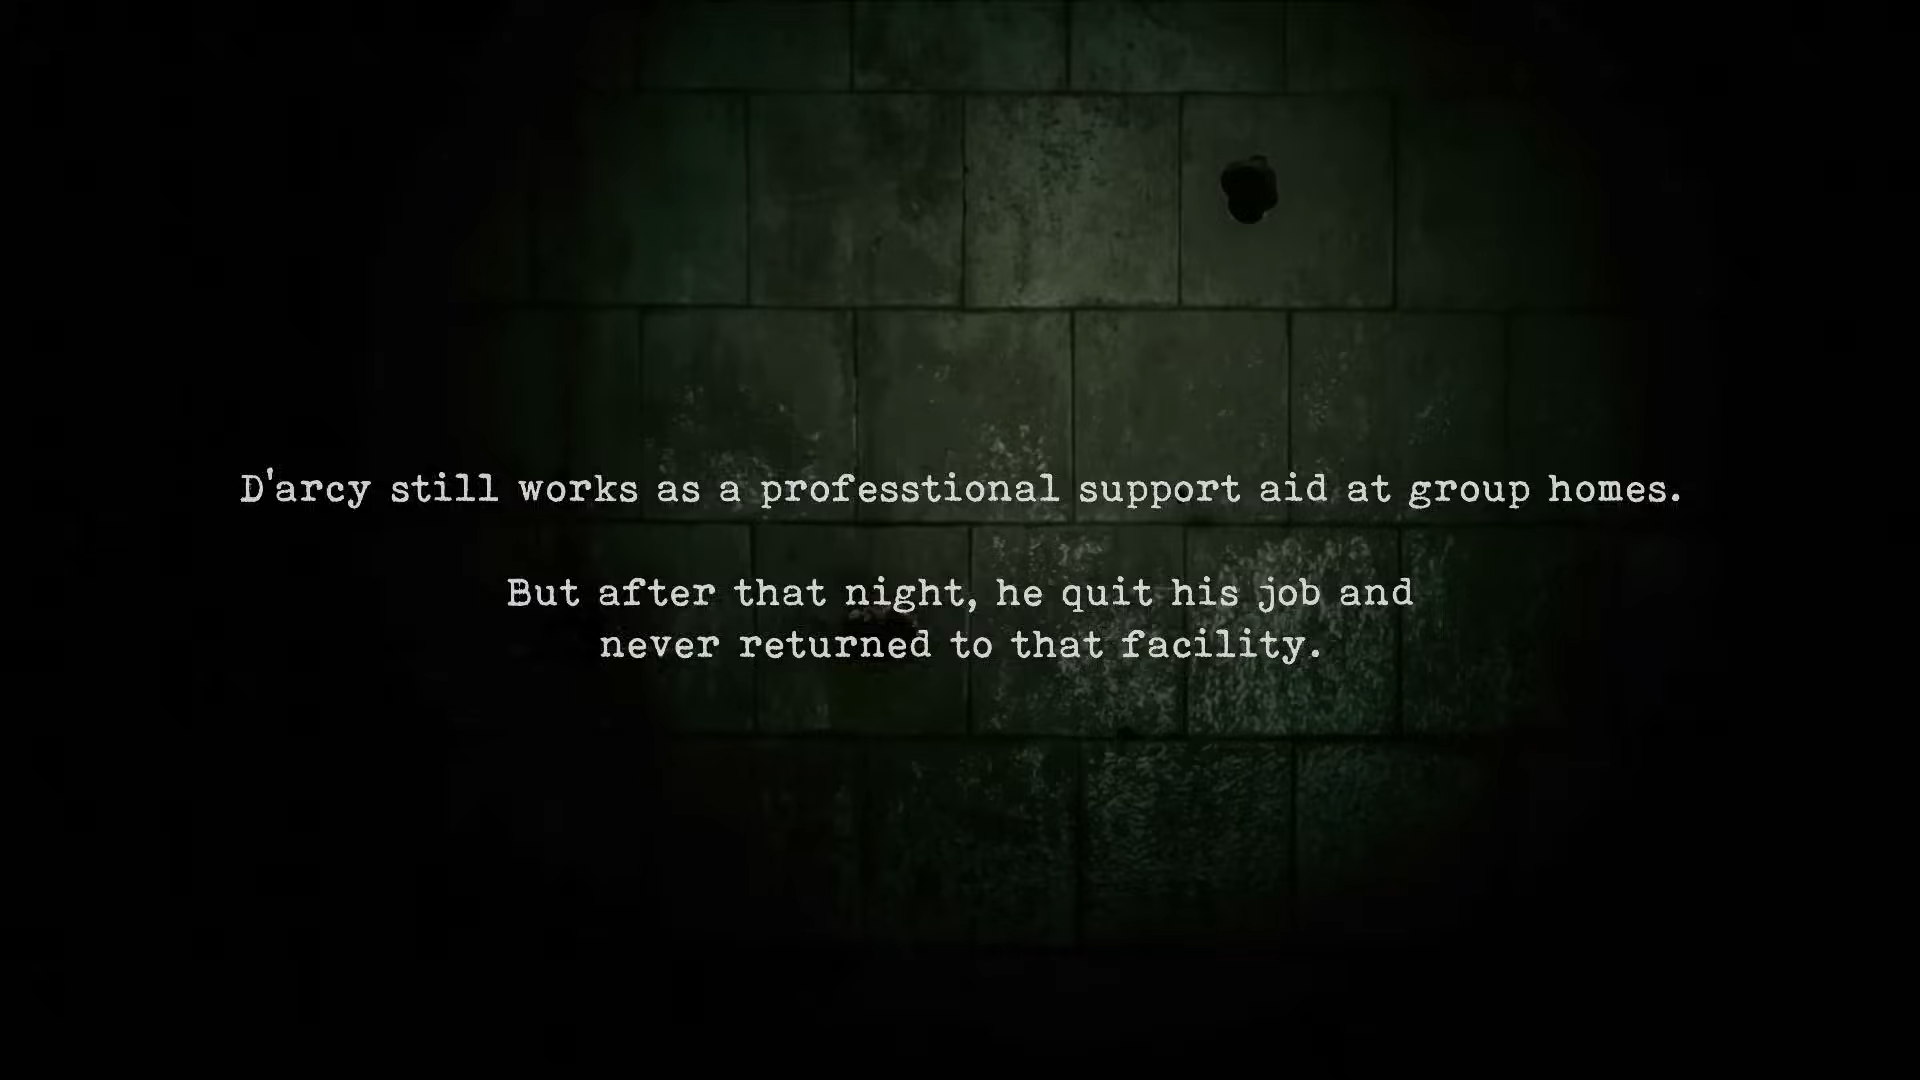 D'arcy still works as a professtional support aid at group homes.
But after that night, he quit his job and
never returned to that facility.